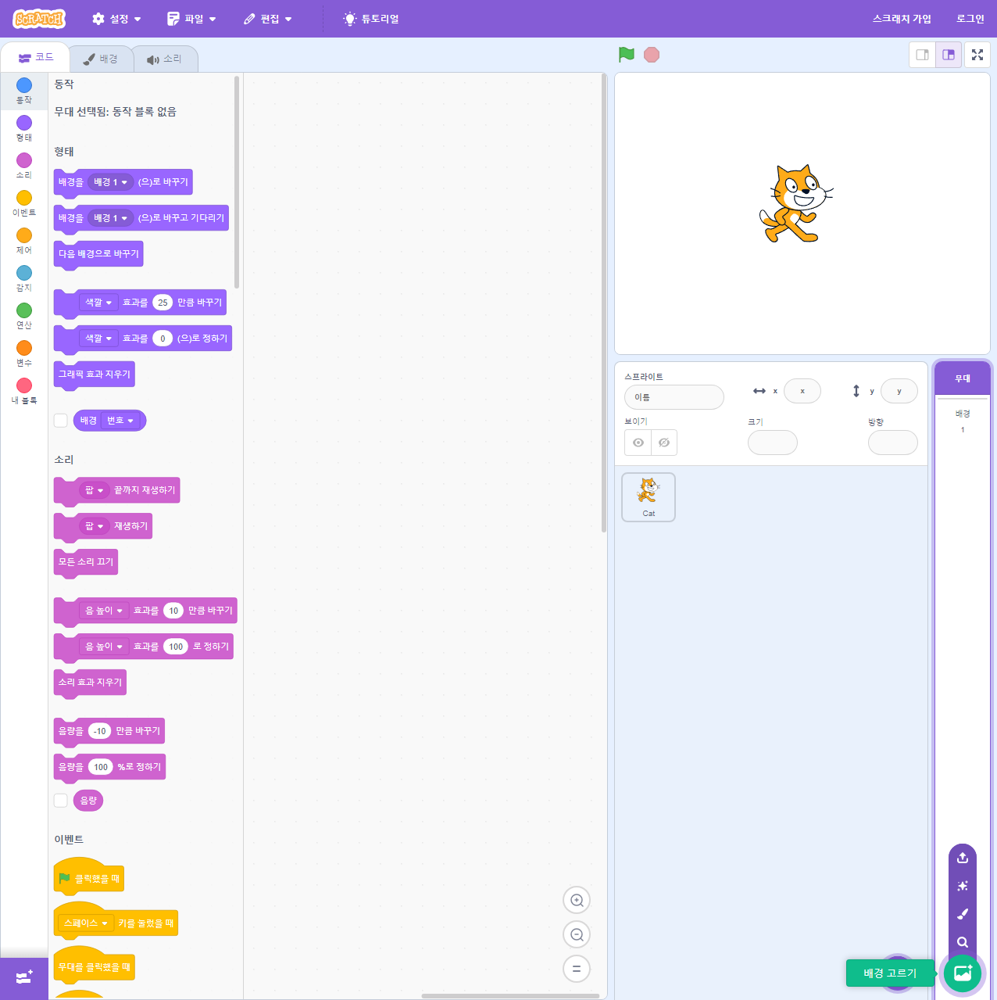 SCRATCH 설정 파일 편집 튜토리얼 스크래치 가입 로그인
코드 배경 소리
동작
형태
소리
이벤트
제어
감지
연산
변수
내 블록
동작
무대 선택됨: 동작 블록 없음
형태
배경을 배경 1 (으)로 바꾸기
배경을 배경 1 (으)로 바꾸고 기다리기
다음 배경으로 바꾸기
색깔 효과를 25 만큼 바꾸기
색깔 효과를 0 (으)로 정하기
그래픽 효과 지우기
배경 번호
소리
팝 끝까지 재생하기
팝 재생하기
모든 소리 끄기
음 높이 효과를 10 만큼 바꾸기
음 높이 효과를 100 로 정하기
소리 효과 지우기
음량을 -10 만큼 바꾸기
음량을 100 %로 정하기
음량
이벤트
클릭했을 때
스페이스 키를 눌렀을 때
무대를 클릭했을 때
스프라이트
이름
x x
y y
보이기
크기
방향
Cat
무대
배경
1
배경 고르기